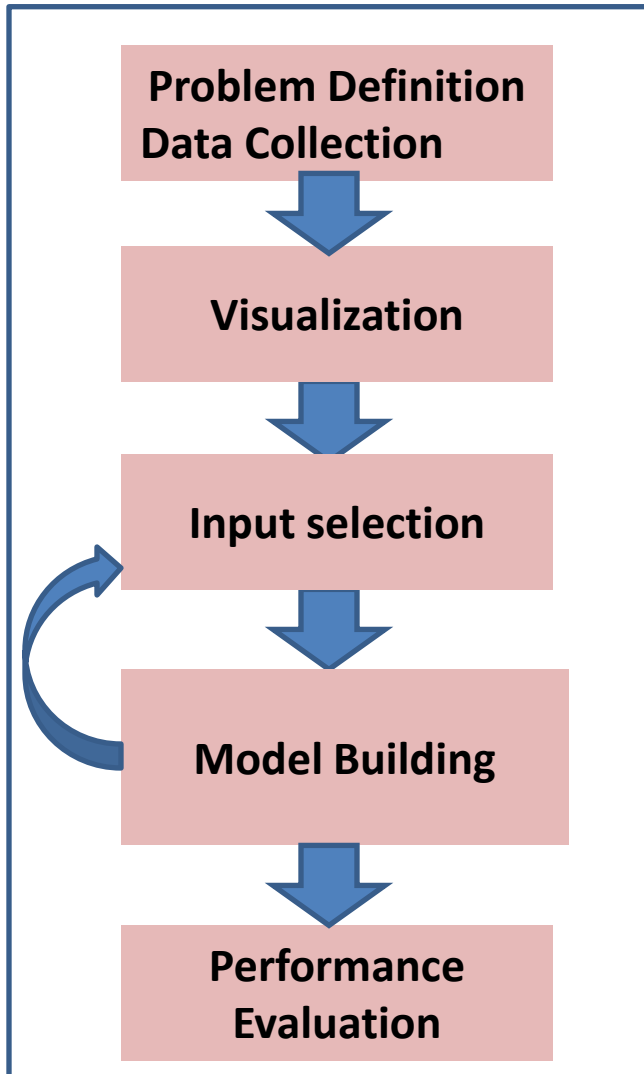 Problem Definition
Data Collection
Visualization
Input selection
Model Building
Performance
Evaluation